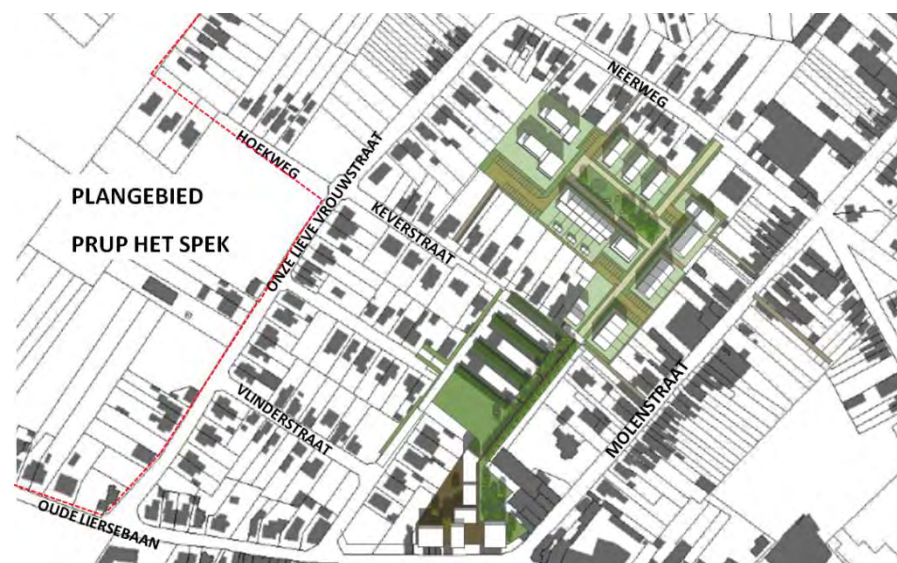 NEERWEG
HOEKWEG
PLANGEBIED
PRUP HET SPEK
ONZE LIEVE VROUWSTRAAT
KEVERSTRAAT
VLINDERSTRAAT
MOLENSTRAAT
OUDE LIERSEBAAN